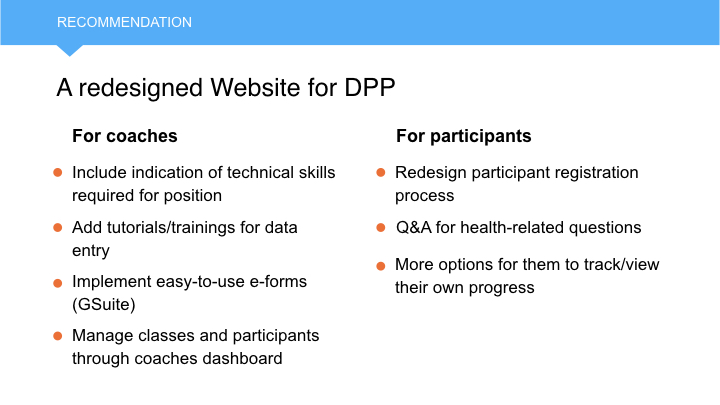 RECOMMENDATION
A redesigned Website for DPP
For coaches
Include indication of technical skills
required for position
Add tutorials/trainings for data
entry
Implement easy-to-use e-forms
(GSuite)
Manage classes and participants
through coaches dashboard
For participants
Redesign participant registration
process
Q&A for health-related questions
More options for them to track/view
their own progress